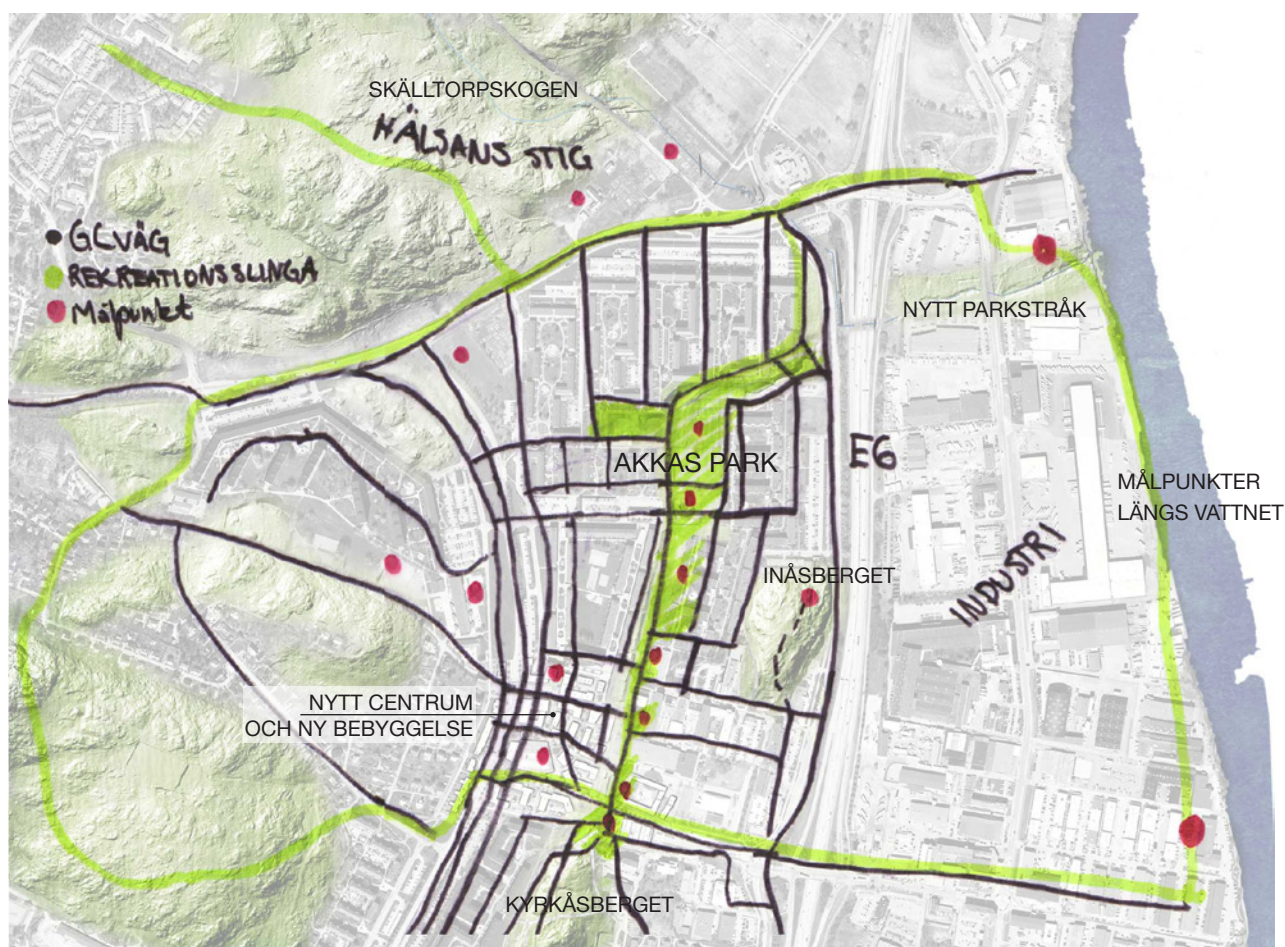 SKÄLLTORPSKOGEN
HÄLSANS STIG
GCVÄG
REKREATIONSSLINGA
Målpunkt
NYTT PARKSTRÅK
AKKAS PARK
E6
MÅLPUNKTER
LÄNGS VATTNET
INÅSBERGET
INDUSTRI
NYTT CENTRUM
OCH NY BEBYGGELSE
KYRKÅSBERGET